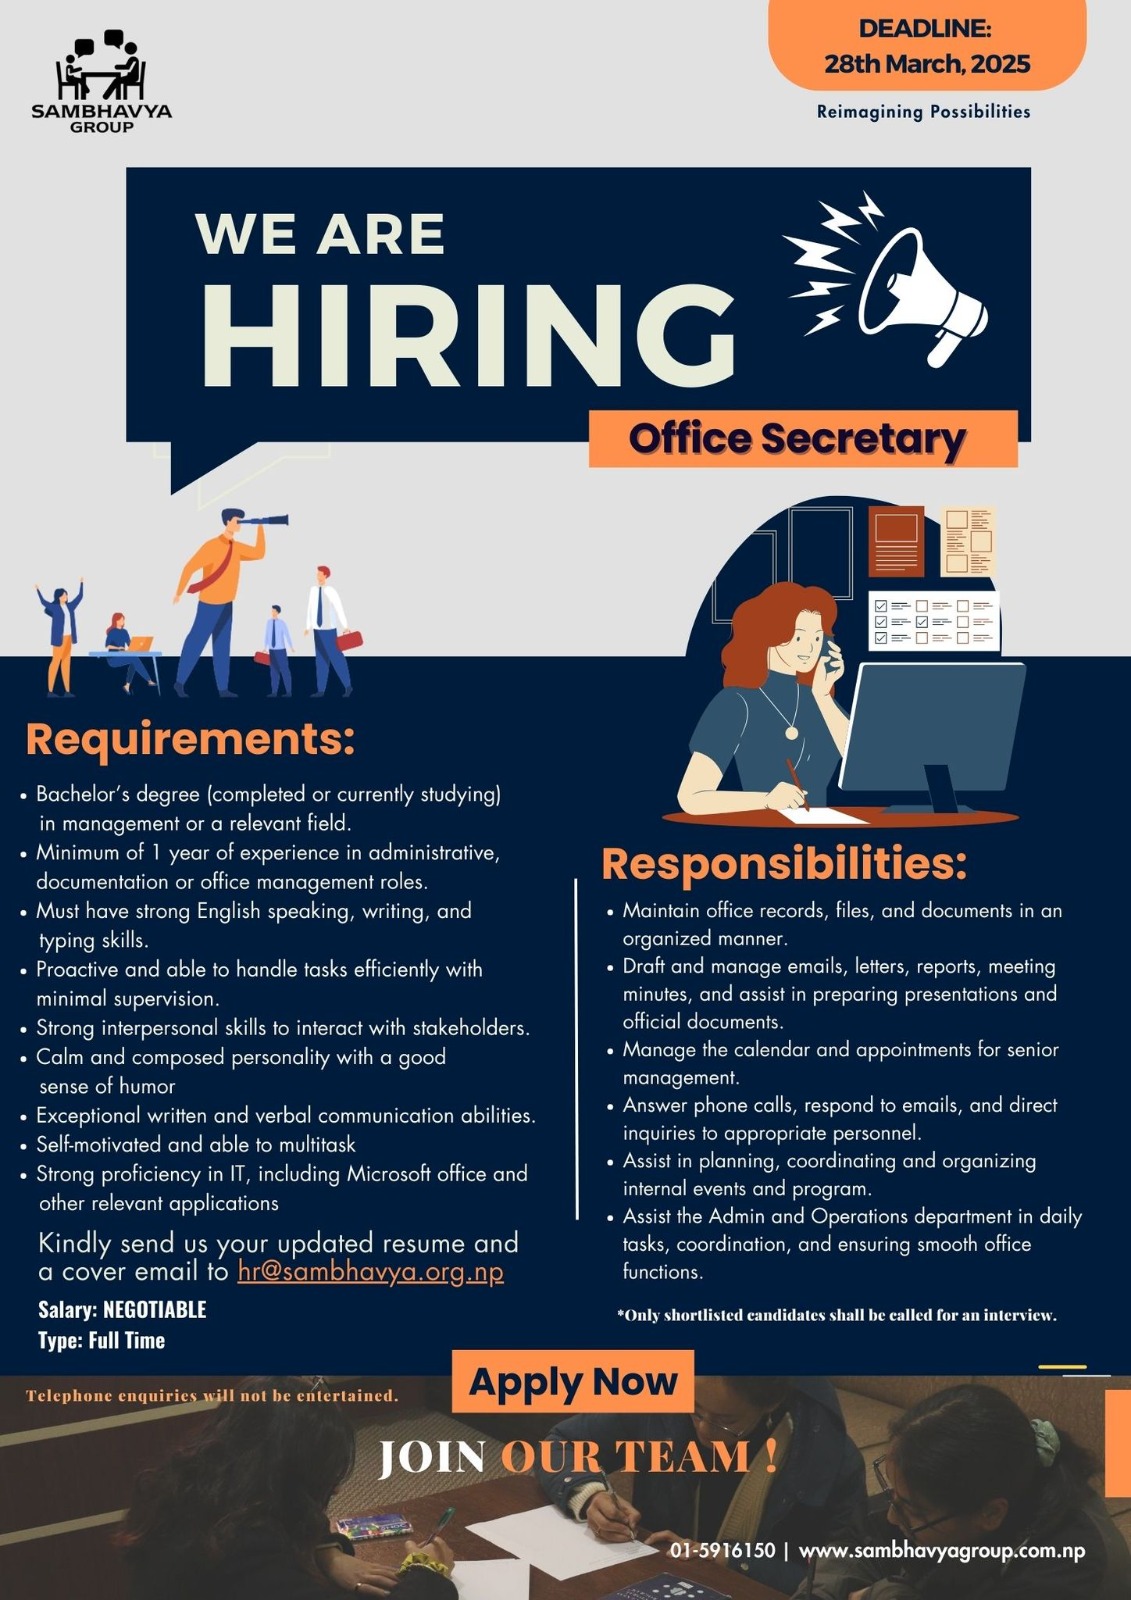 SAMBHAVYA
GROUP
DEADLINE:
28th March, 2025
Reimagining Possibilities
WE ARE
HIRING
Office Secretary
Requirements:
• Bachelor's degree (completed or currently studying)
in management or a relevant field.
• Minimum of 1 year of experience in administrative,
documentation or office management roles.
• Must have strong English speaking, writing, and
typing skills.
• Proactive and able to handle tasks efficiently with
minimal supervision.
• Strong interpersonal skills to interact with stakeholders.
• Calm and composed personality with a good
sense of humor
• Exceptional written and verbal communication abilities.
• Self-motivated and able to multitask
• Strong proficiency in IT, including Microsoft office and
other relevant applications
Kindly send us your updated resume and
a cover email to hr@sambhavya.org.np
Salary: NEGOTIABLE
Type: Full Time
Responsibilities:
• Maintain office records, files, and documents in an
organized manner.
• Draft and manage emails, letters, reports, meeting
minutes, and assist in preparing presentations and
official documents.
• Manage the calendar and appointments for senior
management.
• Answer phone calls, respond to emails, and direct
inquiries to appropriate personnel.
• Assist in planning, coordinating and organizing
internal events and program.
• Assist the Admin and Operations department in daily
tasks, coordination, and ensuring smooth office
functions.
*Only shortlisted candidates shall be called for an interview.
Telephone enquiries will not be entertained.
Apply Now
JOIN OUR TEAM !
01-5916150 | www.sambhavyagroup.com.np